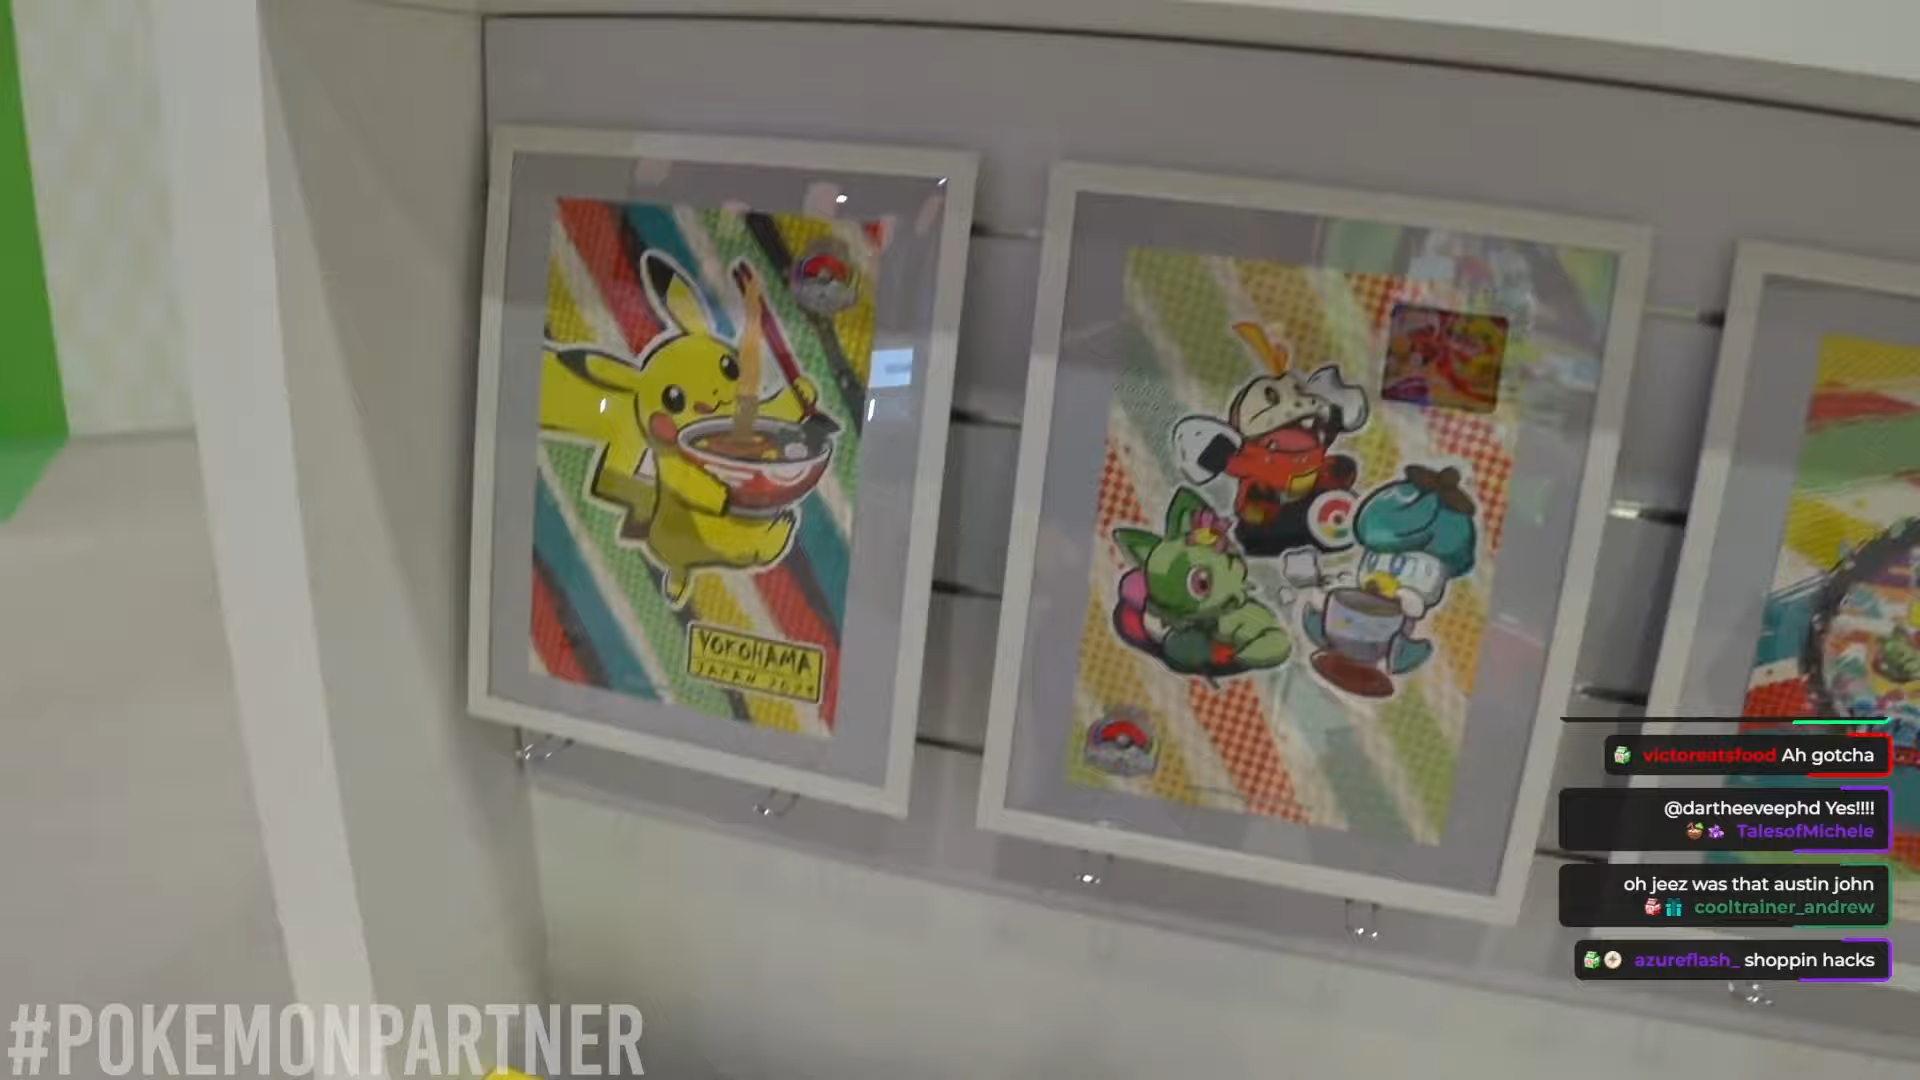 YOKOHAMA
JAPAN 2023
victoreatsfood Ah gotcha
@dartheeveephd Yes!!!!
TalesofMichele
oh jeez was that austin john
cooltrainer_andrew
azureflash_ shoppin hacks
#POKEMONPARTNER